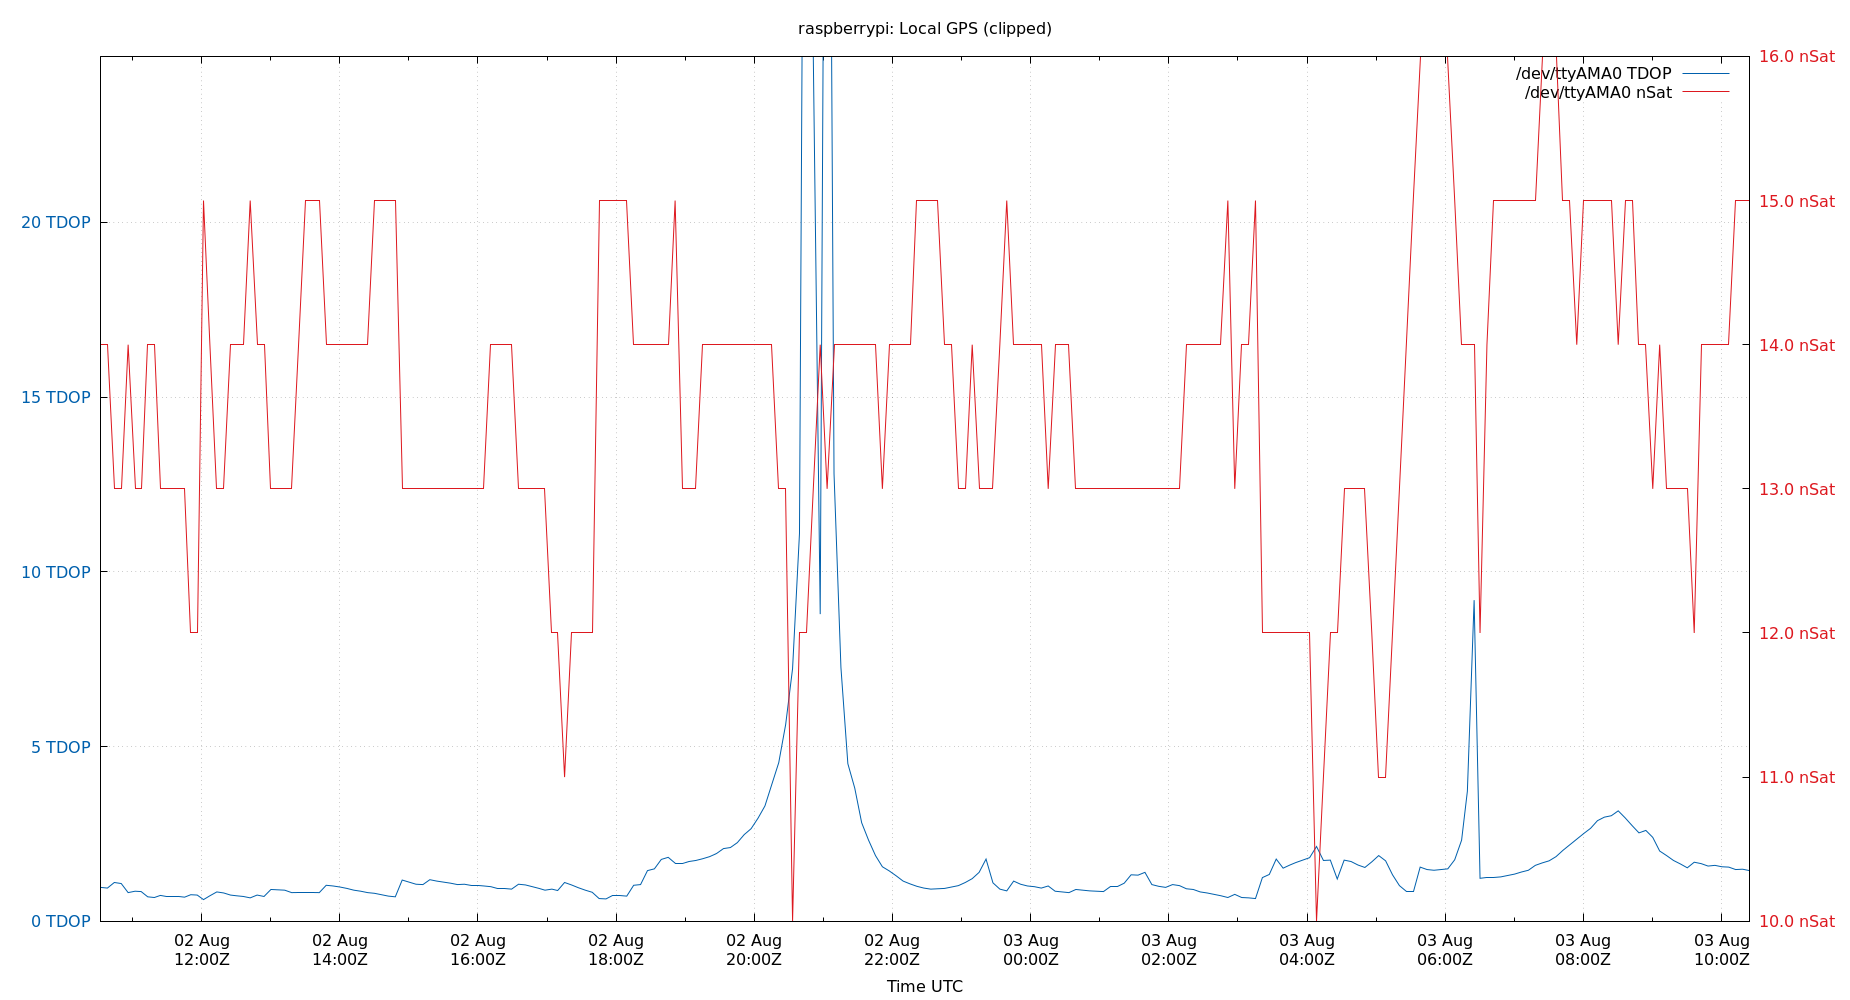 raspberrypi: Local GPS (clipped)
/dev/ttyAMA0 TDOP
/dev/ttyAMA0 nSat
20 TDOP
15 TDOP
10 TDOP
5 TDOP
0 TDOP
16.0 nSat
15.0 nSat
14.0 nSat
13.0 nSat
12.0 nSat
11.0 nSat
10.0 nSat
02 Aug
12:00Z
02 Aug
14:00Z
02 Aug
16:00Z
02 Aug
18:00Z
02 Aug
20:00Z
02 Aug
22:00Z
03 Aug
00:00Z
03 Aug
02:00Z
03 Aug
04:00Z
03 Aug
06:00Z
03 Aug
08:00Z
03 Aug
10:00Z
Time UTC